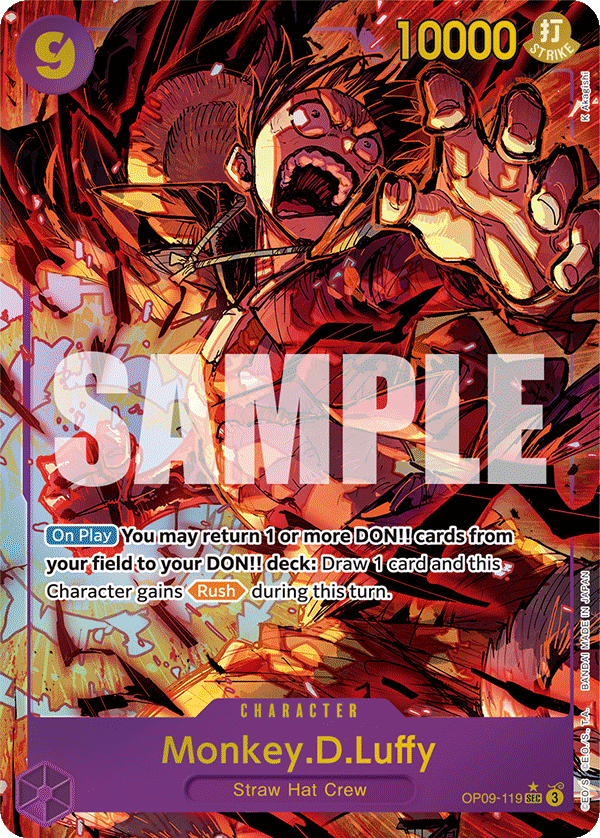 9
10000
打
STRIKE
K Akagishi
SAMPLE
On Play You may return 1 or more DON!! cards from
your field to your DON!! deck: Draw 1 card and this
Character gains Rush during this turn.
CHARACTER
Monkey.D.Luffy
Straw Hat Crew
OP09-119 SEC 3
©E.O./S., ©E.O./S., T.A. BANDAI MADE IN JAPAN